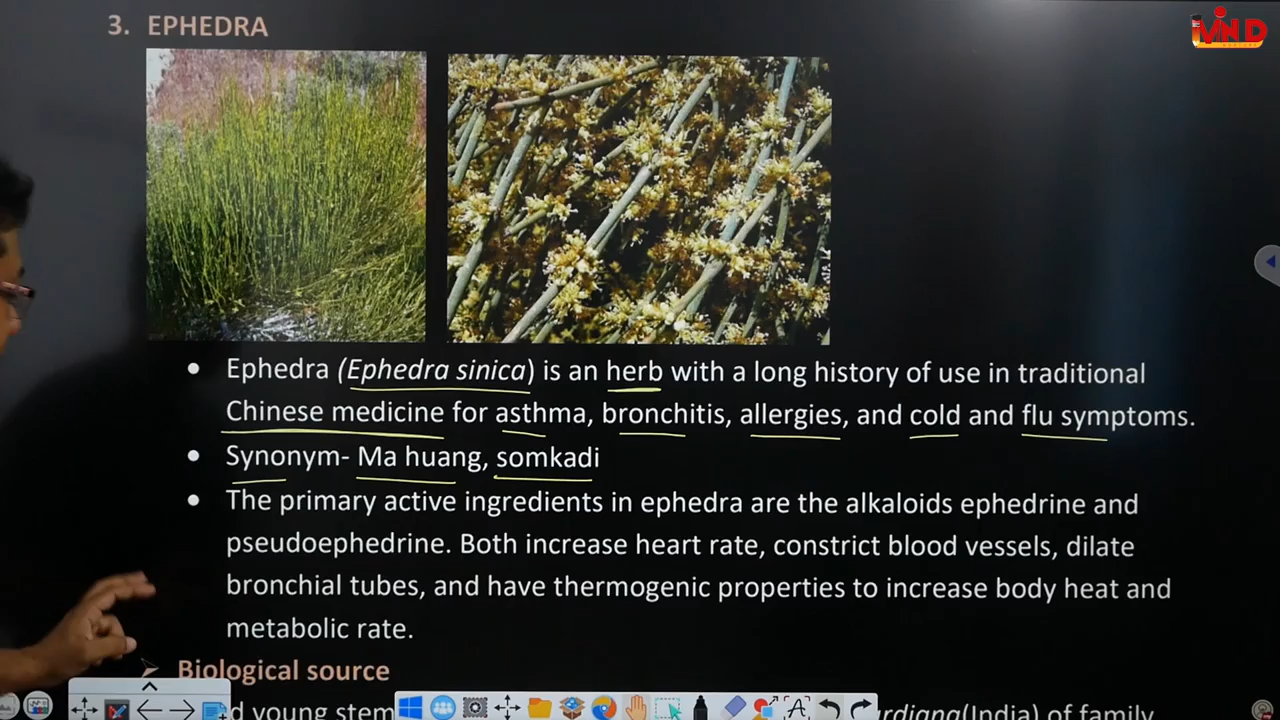 3. EPHEDRA
MIND
• Ephedra (Ephedra sinica) is an herb with a long history of use in traditional
Chinese medicine for asthma, bronchitis, allergies, and cold and flu symptoms.
• Synonym- Ma huang, somkadi
• The primary active ingredients in ephedra are the alkaloids ephedrine and
pseudoephedrine. Both increase heart rate, constrict blood vessels, dilate
bronchial tubes, and have thermogenic properties to increase body heat and
metabolic rate.
➢ Biological source
d young stem rdiana(India) of family